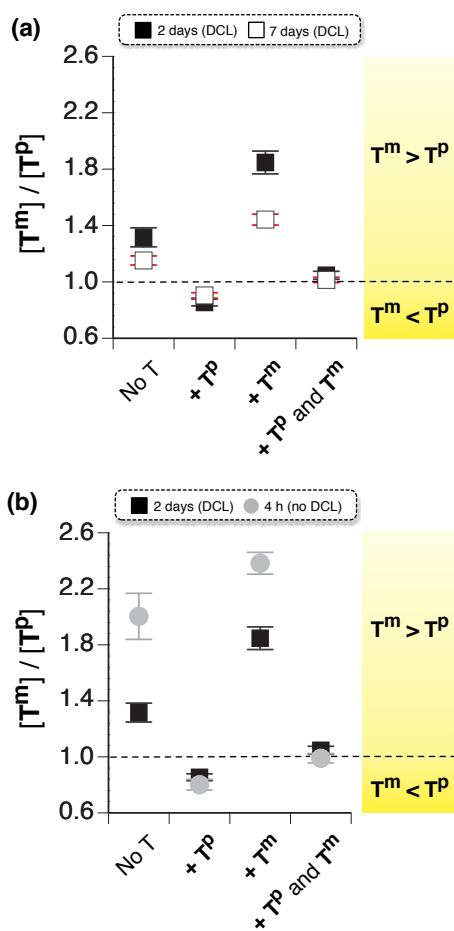 (a)
2 days (DCL) 7 days (DCL)
2.6
2.2
1.8
1.4
1.0
0.6
[Tᵐ] / [Tᵖ]
Tᵐ > Tᵖ
Tᵐ < Tᵖ
No T
+ Tᵖ
+ Tᵐ
+ Tᵖ and Tᵐ
(b)
2 days (DCL) 4 h (no DCL)
2.6
2.2
1.8
1.4
1.0
0.6
[Tᵐ] / [Tᵖ]
Tᵐ > Tᵖ
Tᵐ < Tᵖ
No T
+ Tᵖ
+ Tᵐ
+ Tᵖ and Tᵐ